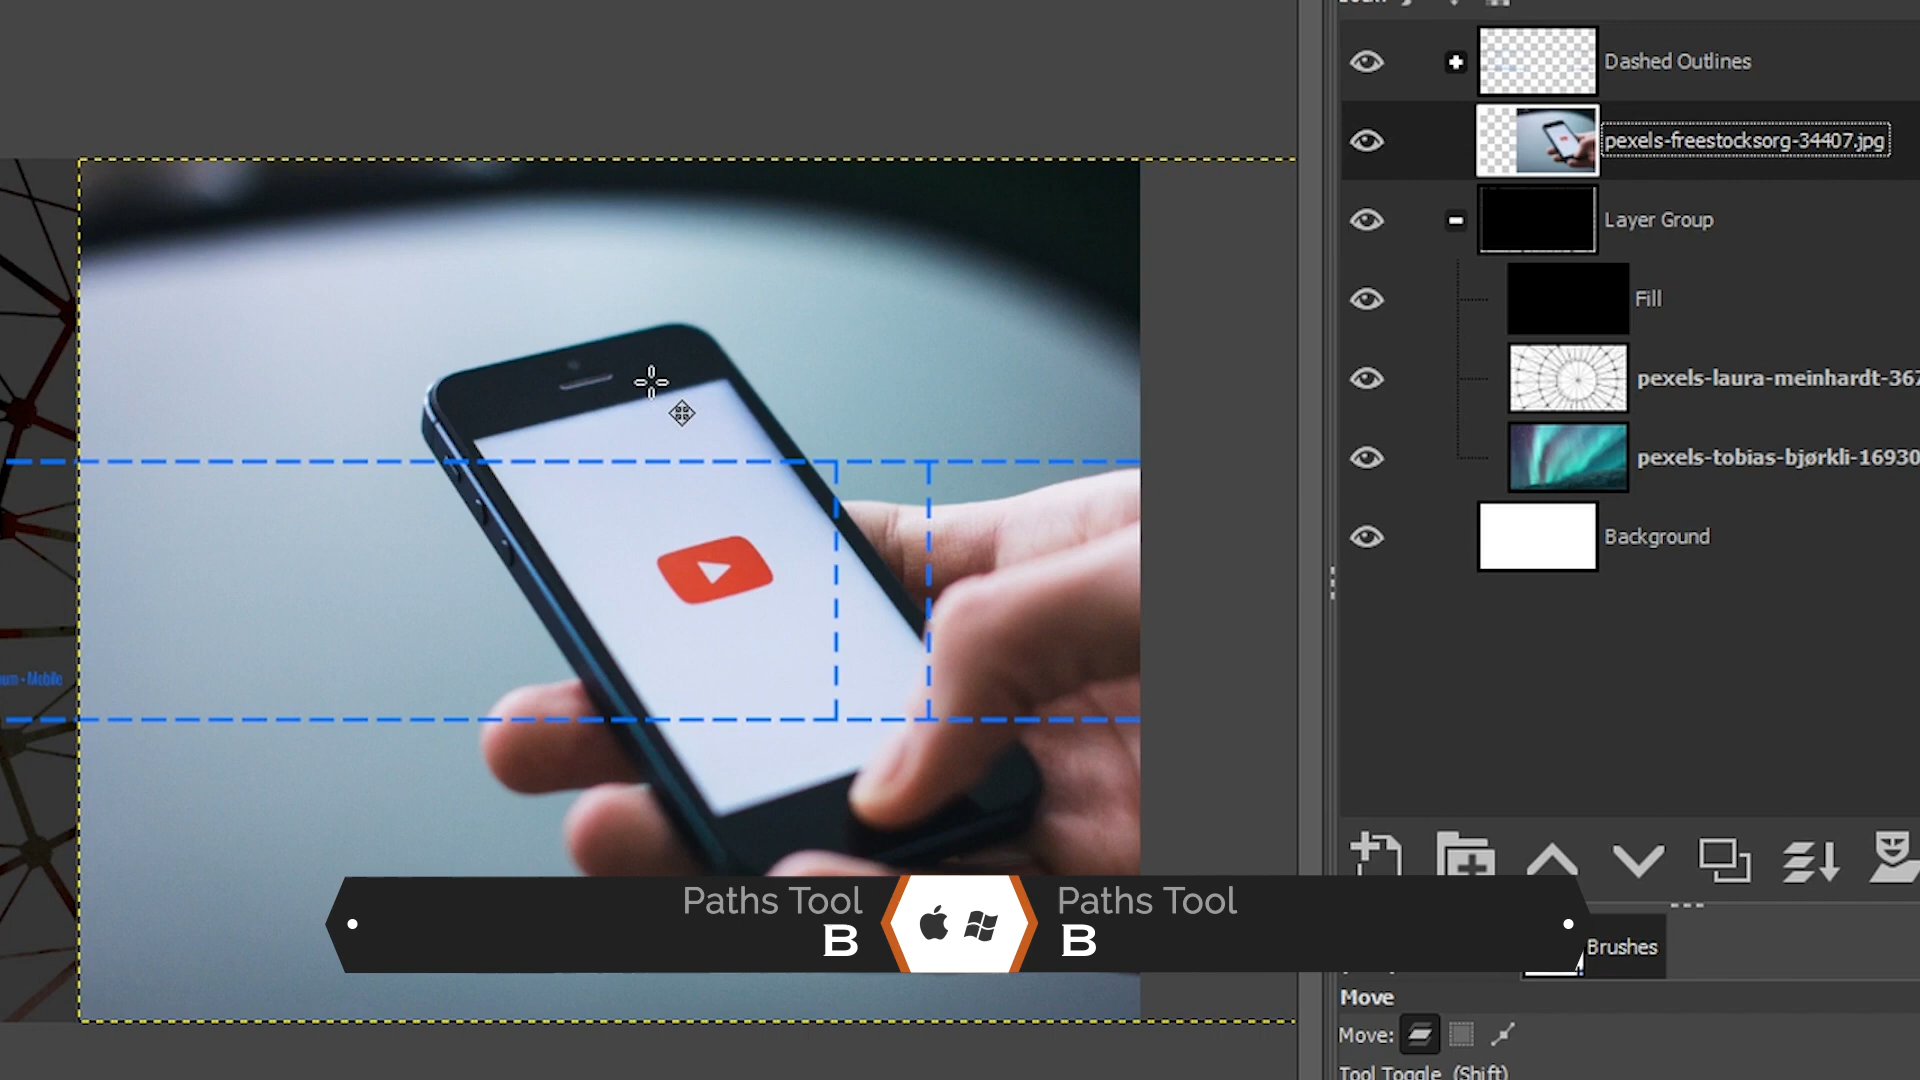 Dashed Outlines
pexels-freestocksorg-34407.jpg
Layer Group
Fill
pexels-laura-meinhardt-367
pexels-tobias-bjørkli-16930
Background
Mobile
Paths Tool
B
Paths Tool
B
Brushes
Move
Move:
Tool Toggle (Shift)